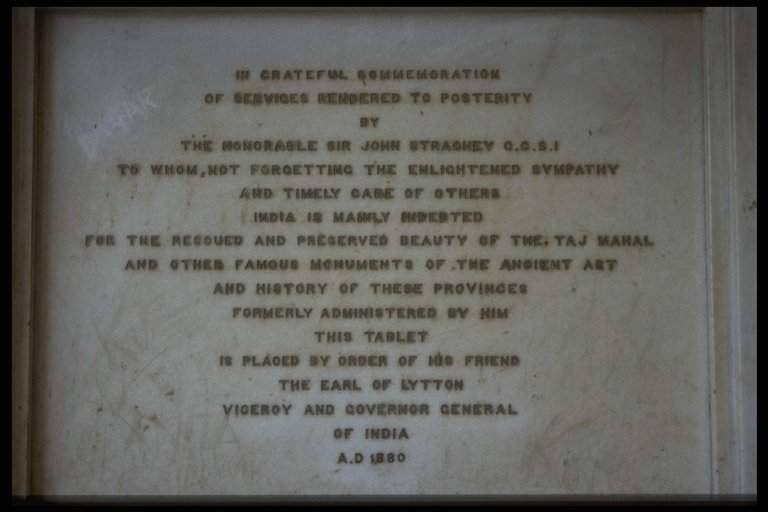 IN GRATEFUL COMMEMORATION
OF SERVICES RENDERED TO POSTERITY
BY
THE HONORABLE SIR JOHN STRACHEY G.C.S.I
TO WHOM, NOT FORGETTING THE ENLIGHTENED SYMPATHY
AND TIMELY CARE OF OTHERS
INDIA IS MAINLY INDEBTED
FOR THE RESCUED AND PRESERVED BEAUTY OF THE TAJ MAHAL
AND OTHER FAMOUS MONUMENTS OF THE ANCIENT ART
AND HISTORY OF THESE PROVINCES
FORMERLY ADMINISTERED BY HIM
THIS TABLET
IS PLACED BY ORDER OF HIS FRIEND
THE EARL OF LYTTON
VICEROY AND GOVERNOR GENERAL
OF INDIA
A.D 1880